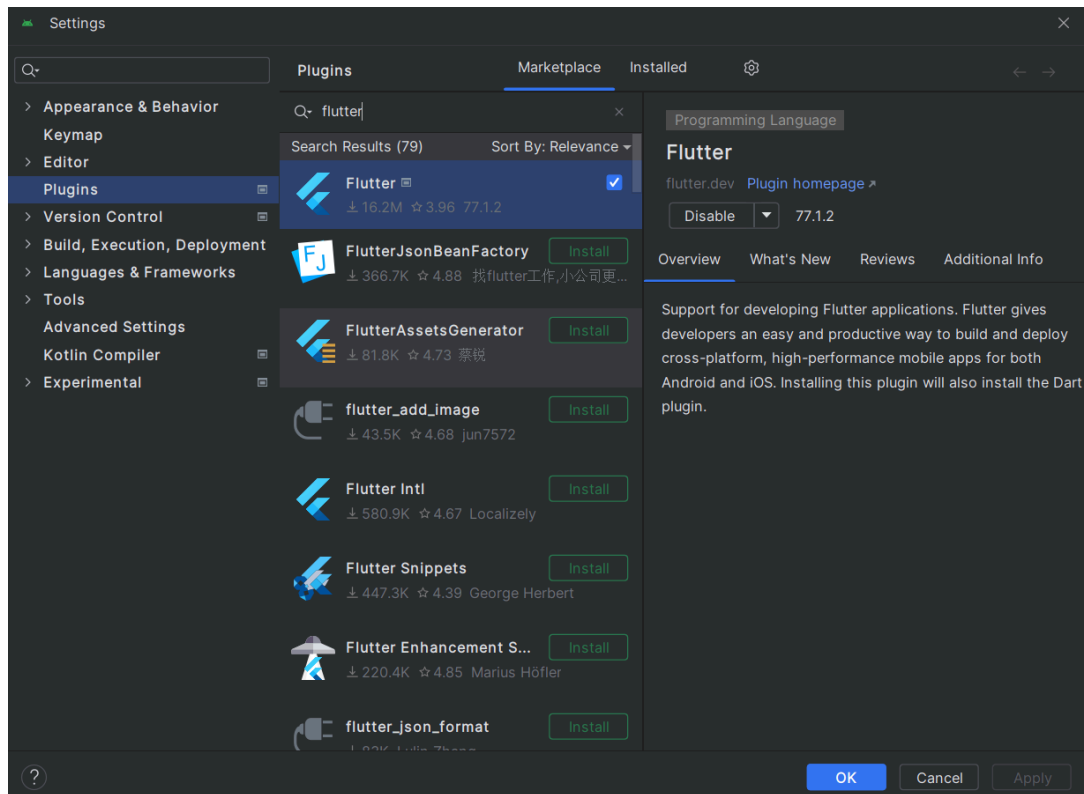 Settings
Plugins
Marketplace
Installed
Appearance & Behavior
Keymap
Editor
Plugins
Version Control
Build, Execution, Deployment
Languages & Frameworks
Tools
Advanced Settings
Kotlin Compiler
Experimental
flutter
Search Results (79)
Sort By: Relevance
Flutter
16.2M 3.96 77.1.2
FlutterJsonBeanFactory
Install
366.7K 4.88 找flutter工作,小公司更...
FlutterAssetsGenerator
Install
81.8K 4.73 蔡锐
flutter_add_image
Install
43.5K 4.68 jun7572
Flutter Intl
Install
580.9K 4.67 Localizely
Flutter Snippets
Install
447.3K 4.39 George Herbert
Flutter Enhancement S...
Install
220.4K 4.85 Marius Höfler
flutter_json_format
Install
Programming Language
Flutter
flutter.dev Plugin homepage
Disable
77.1.2
Overview
What's New
Reviews
Additional Info
Support for developing Flutter applications. Flutter gives
developers an easy and productive way to build and deploy
cross-platform, high-performance mobile apps for both
Android and iOS. Installing this plugin will also install the Dart
plugin.
?
OK
Cancel
Apply